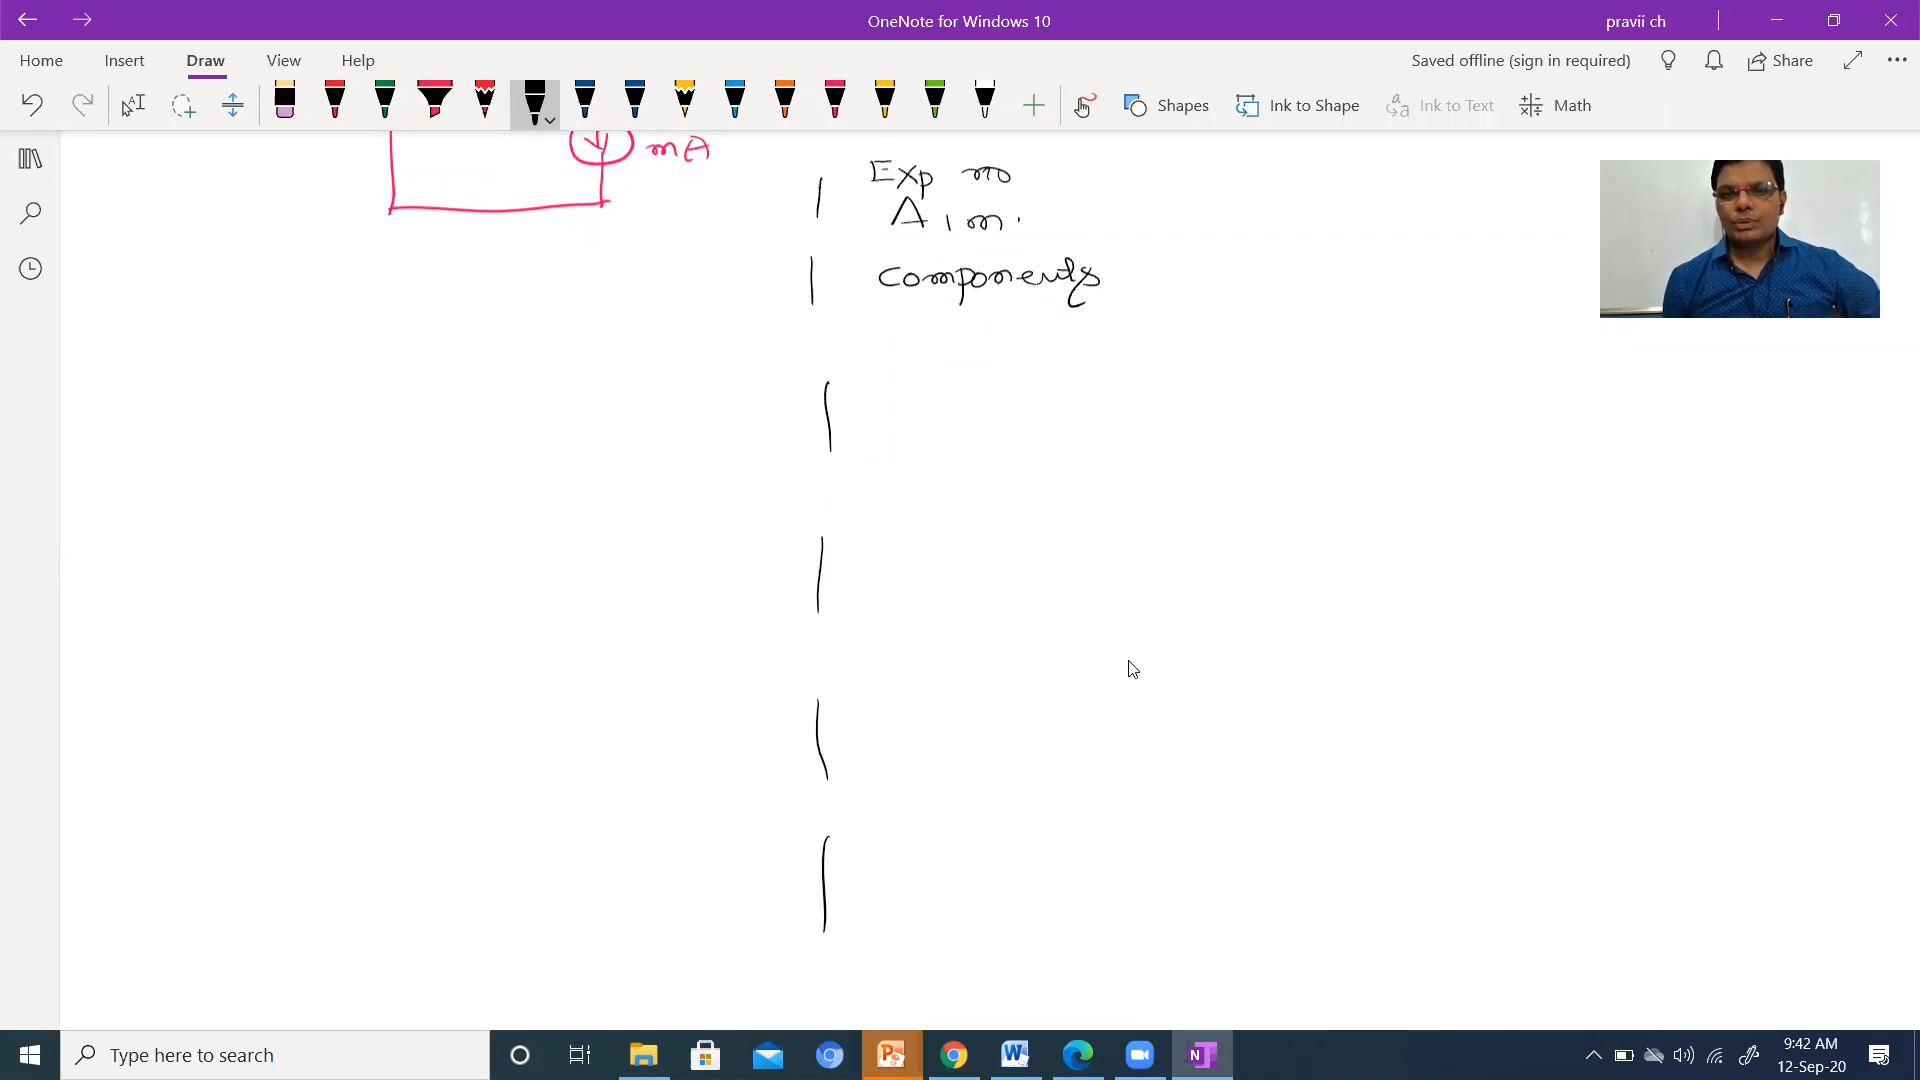 OneNote for Windows 10
pravii ch
Home Insert Draw View Help
Saved offline (sign in required) Share
Shapes Ink to Shape Ink to Text Math
mA
Exp no
Aim.
components
Type here to search
9:42 AM
12-Sep-20